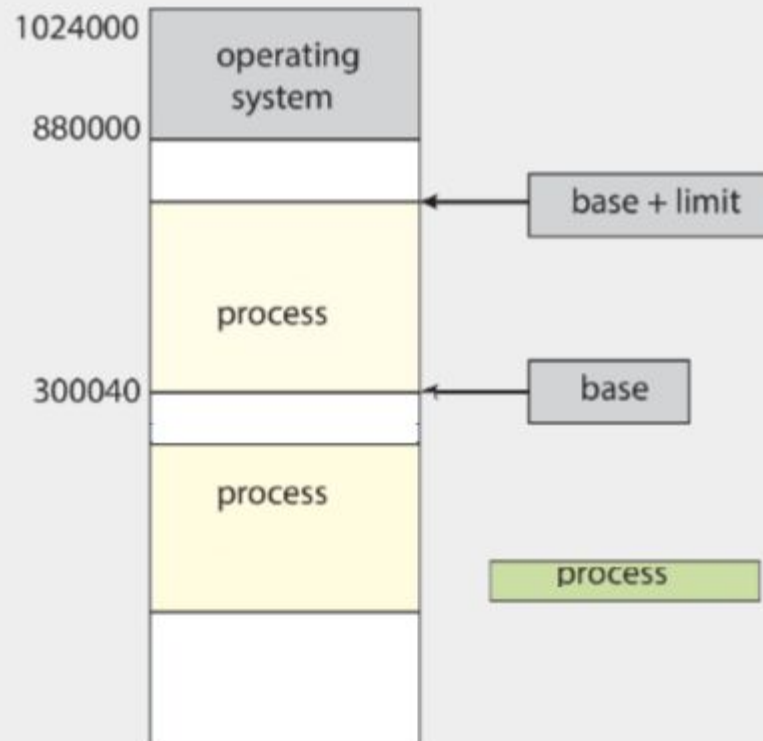 1024000
operating
system
880000
base + limit
process
300040
base
process
process